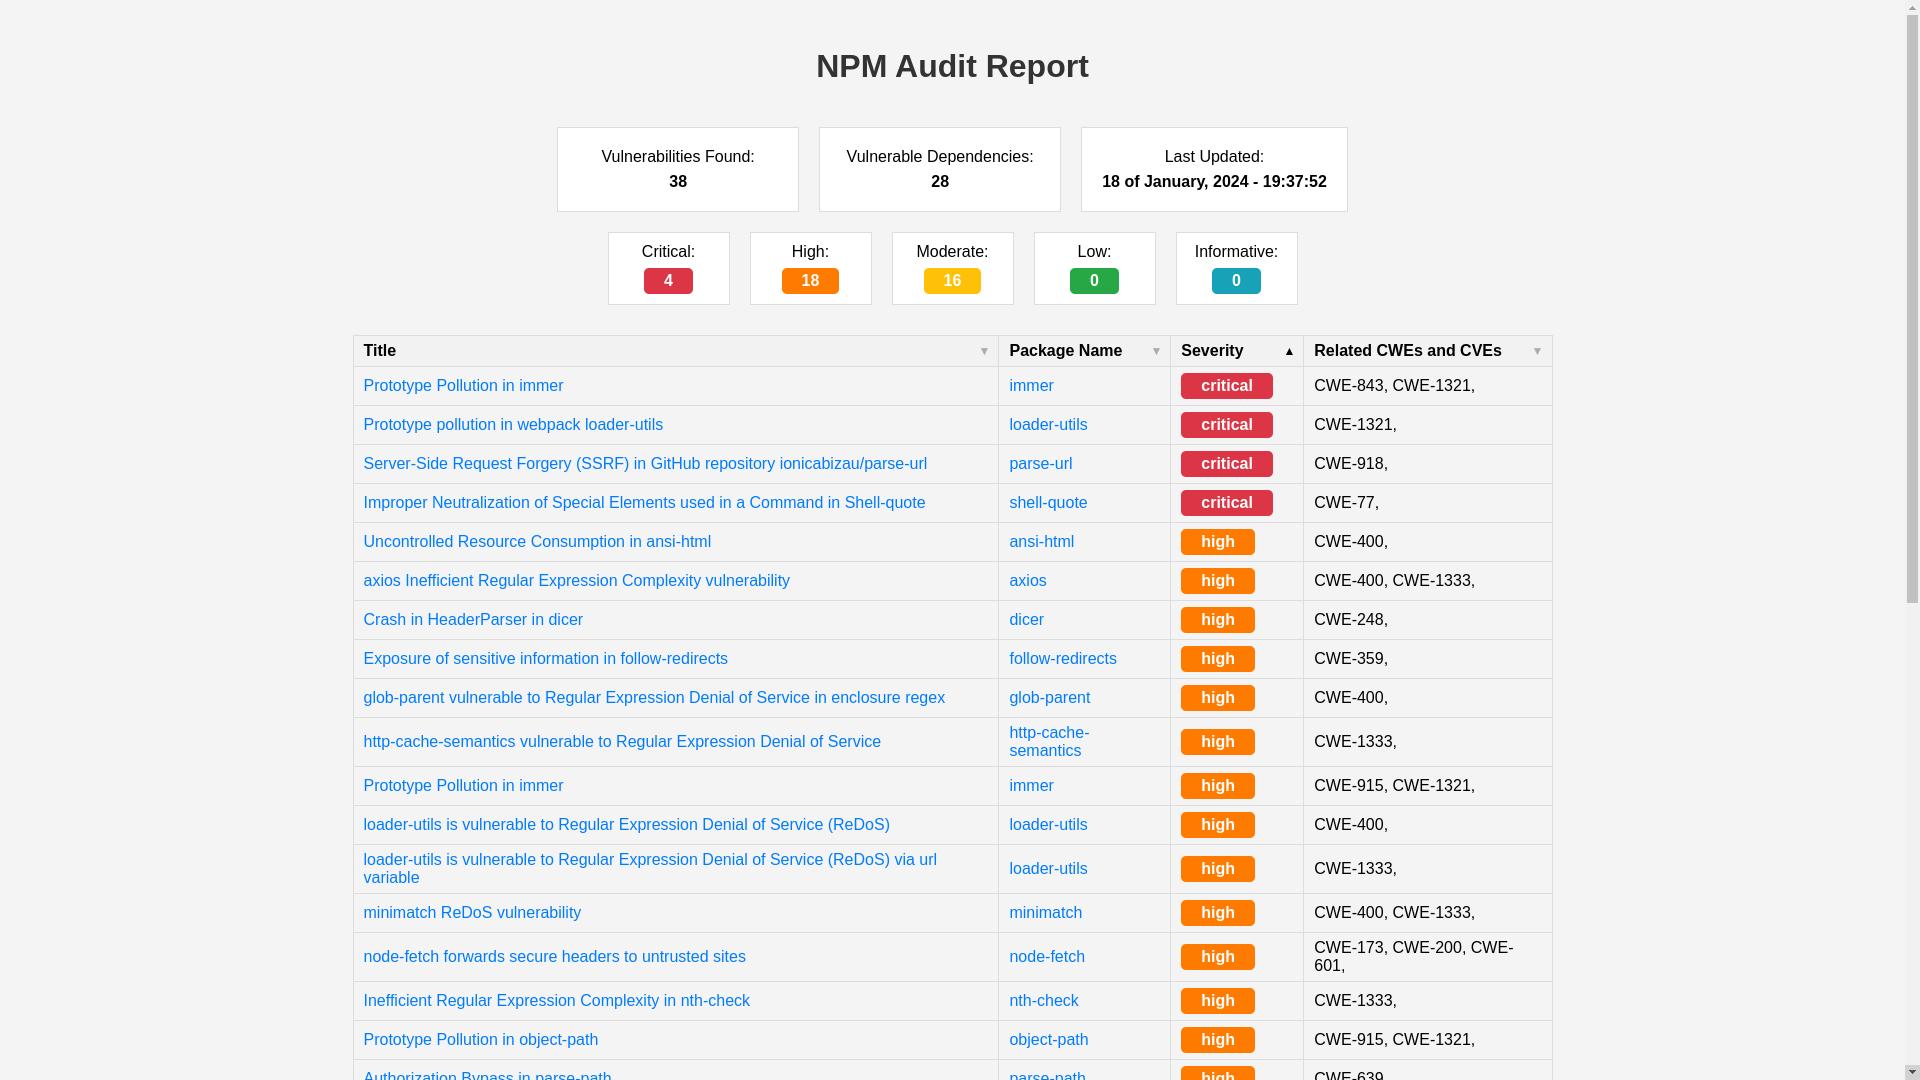 NPM Audit Report
Vulnerabilities Found:
38
Vulnerable Dependencies:
28
Last Updated:
18 of January, 2024 - 19:37:52
Critical:
4
High:
18
Moderate:
16
Low:
0
Informative:
0
Title ▼ Package Name ▼ Severity ▲ Related CWEs and CVEs ▼
Prototype Pollution in immer immer critical CWE-843, CWE-1321,
Prototype pollution in webpack loader-utils loader-utils critical CWE-1321,
Server-Side Request Forgery (SSRF) in GitHub repository ionicabizau/parse-url parse-url critical CWE-918,
Improper Neutralization of Special Elements used in a Command in Shell-quote shell-quote critical CWE-77,
Uncontrolled Resource Consumption in ansi-html ansi-html high CWE-400,
axios Inefficient Regular Expression Complexity vulnerability axios high CWE-400, CWE-1333,
Crash in HeaderParser in dicer dicer high CWE-248,
Exposure of sensitive information in follow-redirects follow-redirects high CWE-359,
glob-parent vulnerable to Regular Expression Denial of Service in enclosure regex glob-parent high CWE-400,
http-cache-semantics vulnerable to Regular Expression Denial of Service http-cache-
semantics high CWE-1333,
Prototype Pollution in immer immer high CWE-915, CWE-1321,
loader-utils is vulnerable to Regular Expression Denial of Service (ReDoS) loader-utils high CWE-400,
loader-utils is vulnerable to Regular Expression Denial of Service (ReDoS) via url
variable loader-utils high CWE-1333,
minimatch ReDoS vulnerability minimatch high CWE-400, CWE-1333,
node-fetch forwards secure headers to untrusted sites node-fetch high CWE-173, CWE-200, CWE-
601,
Inefficient Regular Expression Complexity in nth-check nth-check high CWE-1333,
Prototype Pollution in object-path object-path high CWE-915, CWE-1321,
Authorization Bypass in parse-path parse-path high CWE-639,